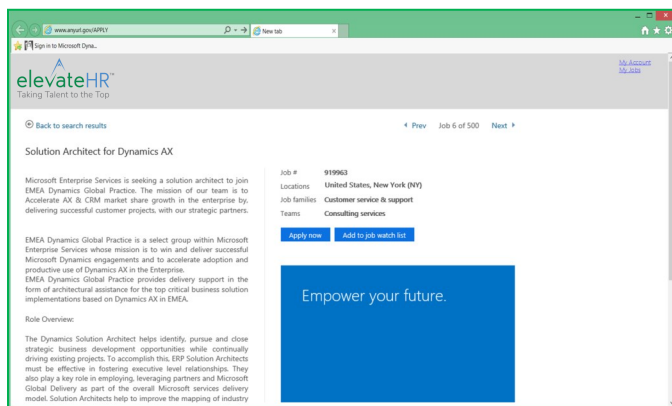 www.anyurl.gov/APPLY
New tab
Sign in to Microsoft Dyna..
elevateHR™
Taking Talent to the Top
My Account
My Jobs
Back to search results
Prev Job 6 of 500 Next
Solution Architect for Dynamics AX
Microsoft Enterprise Services is seeking a solution architect to join
EMEA Dynamics Global Practice. The mission of our team is to
Accelerate AX & CRM market share growth in the enterprise by,
delivering successful customer projects, with our strategic partners.
EMEA Dynamics Global Practice is a select group within Microsoft
Enterprise Services whose mission is to win and deliver successful
Microsoft Dynamics engagements and to accelerate adoption and
productive use of Dynamics AX in the Enterprise.
EMEA Dynamics Global Practice provides delivery support in the
form of architectural assistance for the top critical business solution
implementations based on Dynamics AX in EMEA.
Role Overview:
The Dynamics Solution Architect helps identify, pursue and close
strategic business development opportunities while continually
driving existing projects. To accomplish this, ERP Solution Architects
must be effective in fostering executive level relationships. They
also play a key role in employing, leveraging partners and Microsoft
Global Delivery as part of the overall Microsoft services delivery
model. Solution Architects help to improve the mapping of industry
Job # 919963
Locations United States, New York (NY)
Job families Customer service & support
Teams Consulting services
Apply now Add to job watch list
Empower your future.